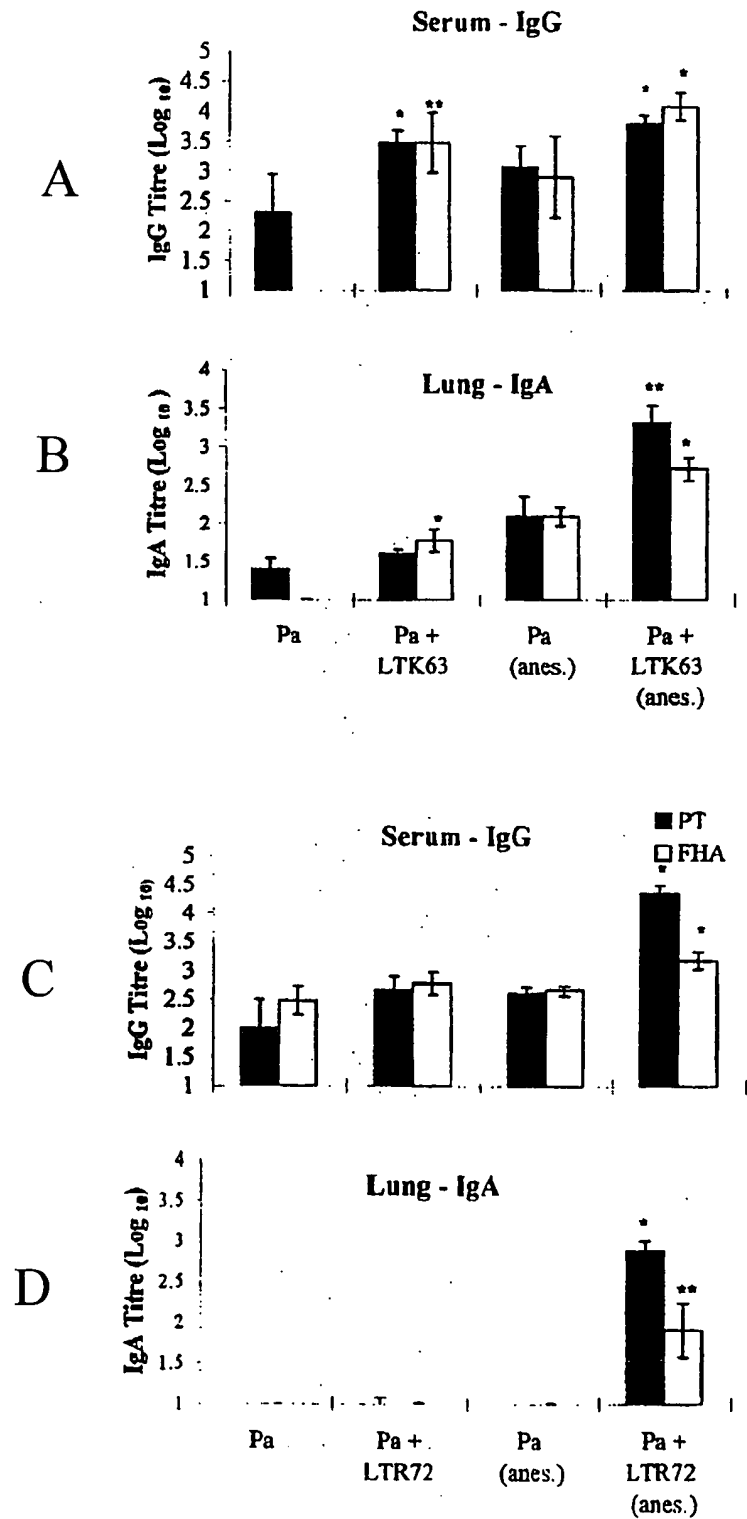 Serum - IgG
A
IgG Titre (Log 10)
5
4.5
4
3.5
3
2.5
2
1.5
1
* ** * *
Lung - IgA
B
IgA Titre (Log 10)
4
3.5
3
2.5
2
1.5
1
* ** *
Pa Pa + Pa Pa +
LTK63 (anes.) LTK63
(anes.)
Serum - IgG
PT
FHA
C
IgG Titre (Log 10)
5
4.5
4
3.5
3
2.5
2
1.5
1
* *
Lung - IgA
D
IgA Titre (Log 10)
4
3.5
3
2.5
2
1.5
1
* **
Pa Pa + Pa Pa +
LTR72 (anes.) LTR72
(anes.)